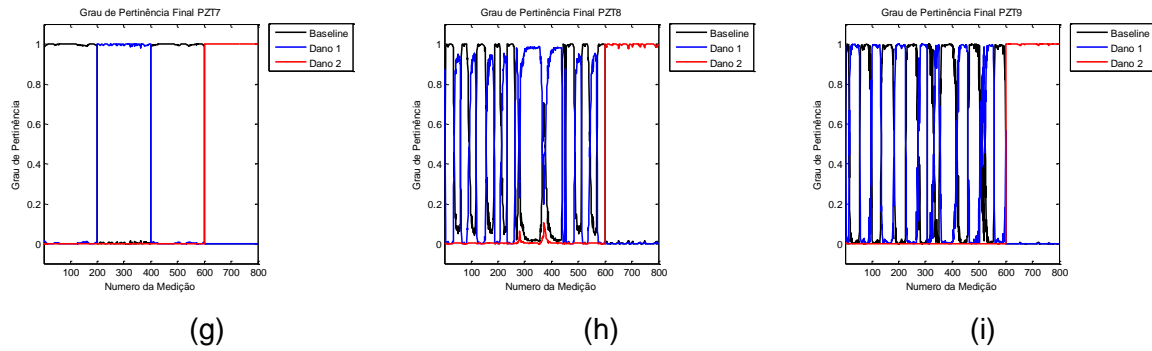 Grau de Pertinência Final PZT7
1
0.8
0.6
0.4
0.2
0
Grau de Pertinência
100 200 300 400 500 600 700 800
Numero da Medição
Baseline
Dano 1
Dano 2
(g)
Grau de Pertinência Final PZT8
1
0.8
0.6
0.4
0.2
0
Grau de Pertinência
100 200 300 400 500 600 700 800
Numero da Medição
Baseline
Dano 1
Dano 2
(h)
Grau de Pertinência Final PZT9
1
0.8
0.6
0.4
0.2
0
Grau de Pertinência
100 200 300 400 500 600 700 800
Numero da Medição
Baseline
Dano 1
Dano 2
(i)